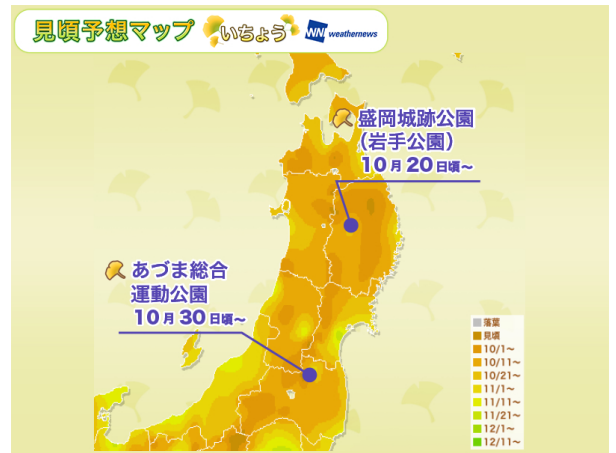 見頃予想マップ いちょう WNI weathernews
盛岡城跡公園
(岩手公園)
10月20日頃～
あづま総合
運動公園
10月30日頃～
落葉
見頃
10/1～
10/11～
10/21～
11/1～
11/11～
11/21～
12/1～
12/11～